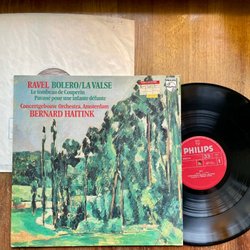 RAVEL BOLERO/LA VALSE
Le tombeau de Couperin
Pavane pour une infante défunte
Concertgebouw Orchestra, Amsterdam
BERNARD HAITINK
PHILIPS